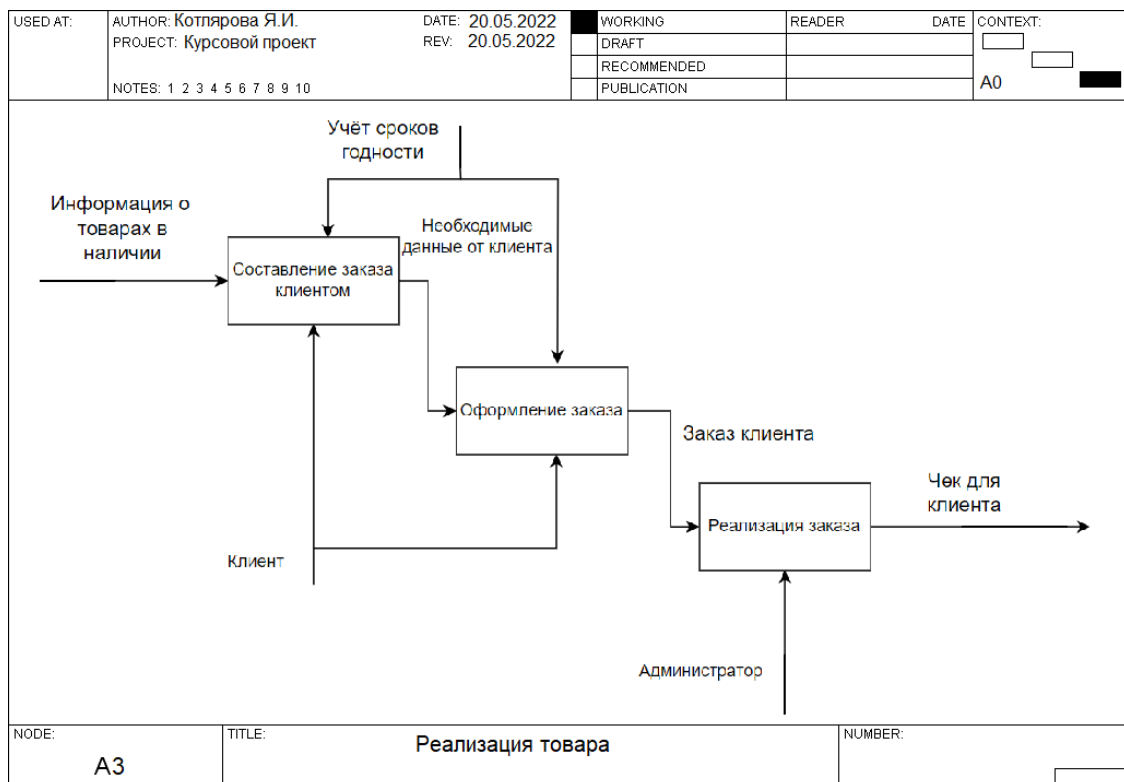 USED AT:
AUTHOR: Котлярова Я.И.
DATE: 20.05.2022
PROJECT: Курсовой проект
REV: 20.05.2022
NOTES: 1 2 3 4 5 6 7 8 9 10
WORKING
DRAFT
RECOMMENDED
PUBLICATION
READER
DATE
CONTEXT:
A0
Учёт сроков
годности
Информация о
товарах в
наличии
Необходимые
данные от клиента
Составление заказа
клиентом
Оформление заказа
Заказ клиента
Чек для
клиента
Реализация заказа
Клиент
Администратор
NODE:
A3
TITLE:
Реализация товара
NUMBER: